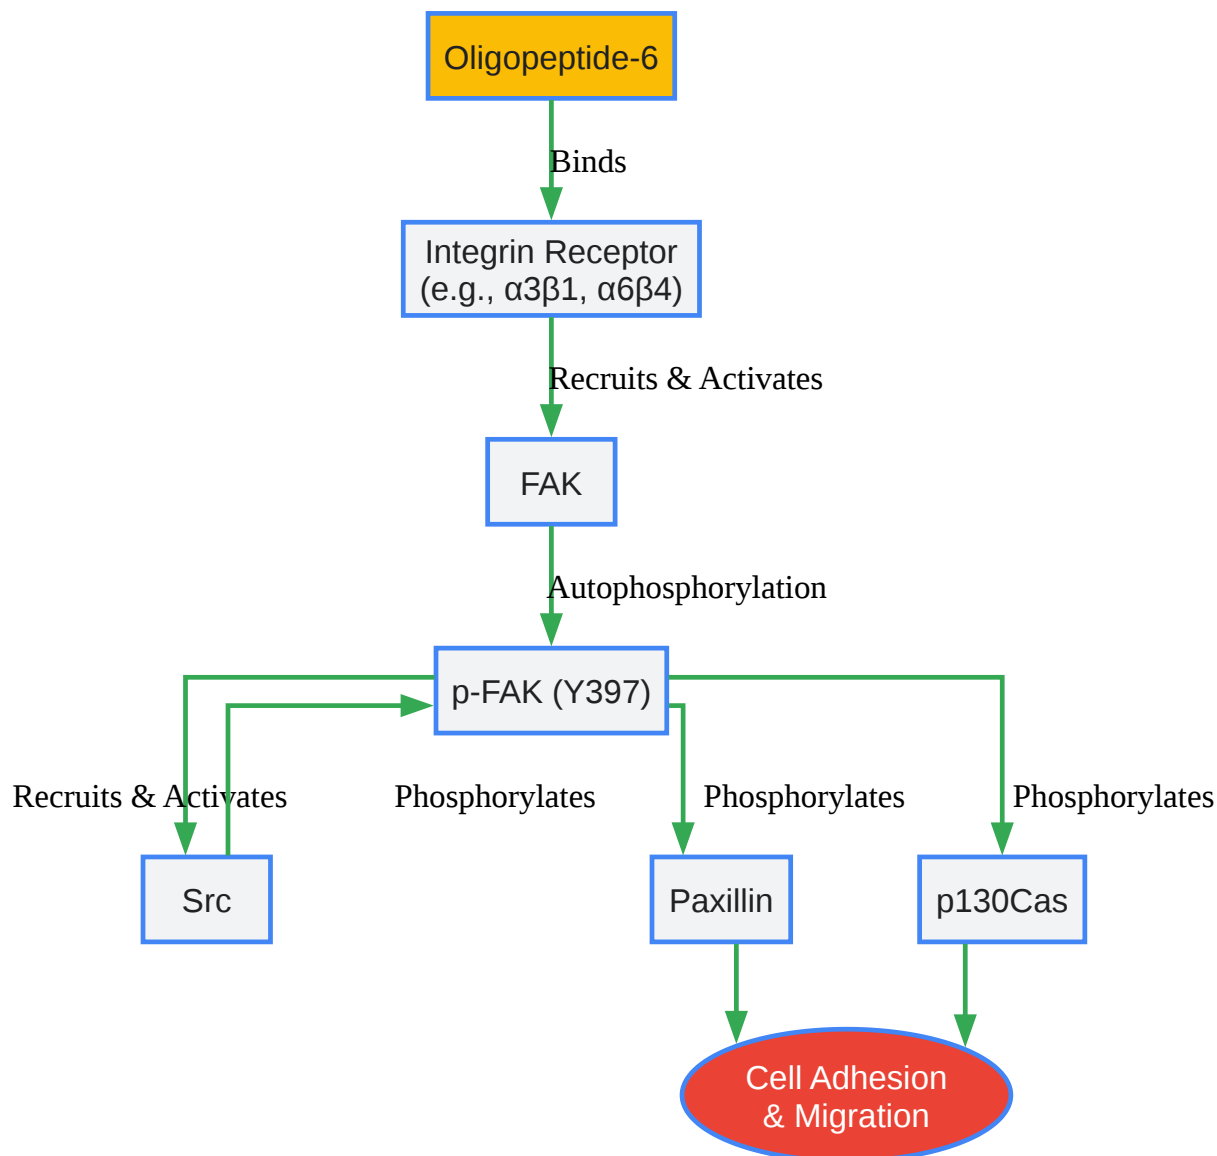 Oligopeptide-6
Binds
Integrin Receptor
(e.g., α3β1, α6β4)
Recruits & Activates
FAK
Autophosphorylation
p-FAK (Y397)
Recruits & Activates
Phosphorylates
Phosphorylates
Phosphorylates
Src
Paxillin
p130Cas
Cell Adhesion
& Migration